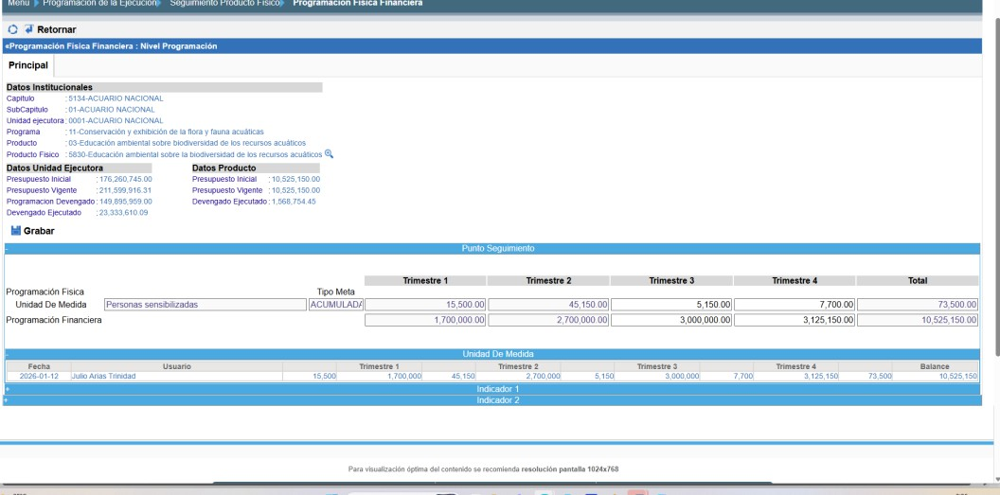 Menu Programación de la Ejecución Seguimiento Producto Físico Programación Física Financiera
Retornar
«Programación Física Financiera : Nivel Programación
Principal
Datos Institucionales
Capitulo : 5134-ACUARIO NACIONAL
SubCapitulo : 01-ACUARIO NACIONAL
Unidad ejecutora : 0001-ACUARIO NACIONAL
Programa : 11-Conservación y exhibición de la flora y fauna acuáticas
Producto : 03-Educación ambiental sobre biodiversidad de los recursos acuáticos
Producto Fisico : 5830-Educación ambiental sobre la biodiversidad de los recursos acuáticos
Datos Unidad Ejecutora Datos Producto
Presupuesto Inicial : 176,260,745.00 Presupuesto Inicial : 10,525,150.00
Presupuesto Vigente : 211,599,916.31 Presupuesto Vigente : 10,525,150.00
Programacion Devengado : 149,895,959.00 Devengado Ejecutado : 1,568,754.45
Devengado Ejecutado : 23,333,610.09
Grabar
- Punto Seguimiento
Trimestre 1 Trimestre 2 Trimestre 3 Trimestre 4 Total
Programación Fisica Tipo Meta
Unidad De Medida Personas sensibilizadas ACUMULADA 15,500.00 45,150.00 5,150.00 7,700.00 73,500.00
Programación Financiera 1,700,000.00 2,700,000.00 3,000,000.00 3,125,150.00 10,525,150.00
- Unidad De Medida
Fecha Usuario Trimestre 1 Trimestre 2 Trimestre 3 Trimestre 4 Balance
2026-01-12 Julio Arias Trinidad 15,500 1,700,000 45,150 2,700,000 5,150 3,000,000 7,700 3,125,150 73,500 10,525,150
+ Indicador 1
+ Indicador 2
Para visualización óptima del contenido se recomienda resolución pantalla 1024x768